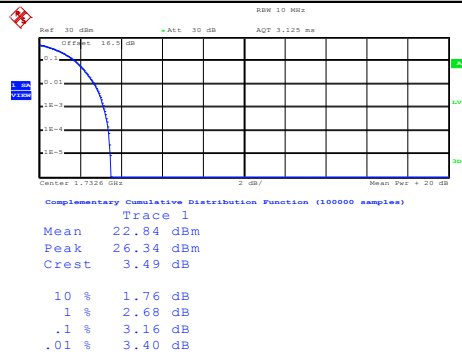 RBW 10 MHz
Ref 30 dBm Att 30 dB AQT 3.125 ms
Offset 16.5 dB
0.1
A
0.01
1 SA
VIEW
1E-3
LVL
1E-4
1E-5
3DB
Center 1.7326 GHz 2 dB/ Mean Pwr + 20 dB
Complementary Cumulative Distribution Function (100000 samples)
Trace 1
Mean 22.84 dBm
Peak 26.34 dBm
Crest 3.49 dB
10 % 1.76 dB
1 % 2.68 dB
.1 % 3.16 dB
.01 % 3.40 dB